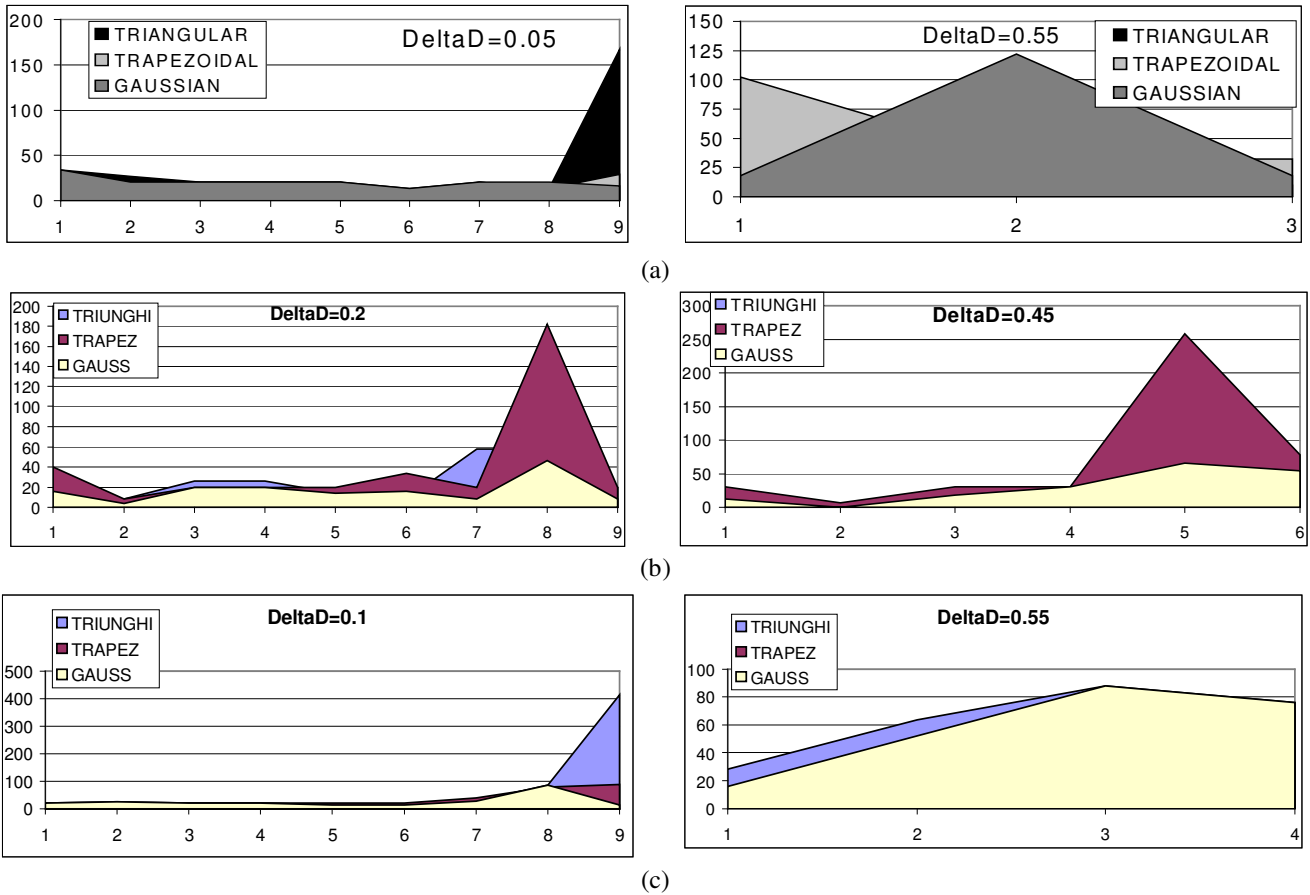 200
150
100
50
0
TRIANGULAR
TRAPEZOIDAL
GAUSSIAN
DeltaD=0.05
1 2 3 4 5 6 7 8 9
150
125
100
75
50
25
0
DeltaD=0.55
TRIANGULAR
TRAPEZOIDAL
GAUSSIAN
1 2 3
(a)
200
180
160
140
120
100
80
60
40
20
0
TRIUNGHI
TRAPEZ
GAUSS
DeltaD=0.2
1 2 3 4 5 6 7 8 9
300
250
200
150
100
50
0
TRIUNGHI
TRAPEZ
GAUSS
DeltaD=0.45
1 2 3 4 5 6
(b)
TRIUNGHI
TRAPEZ
GAUSS
DeltaD=0.1
500
400
300
200
100
0
1 2 3 4 5 6 7 8 9
TRIUNGHI
TRAPEZ
GAUSS
DeltaD=0.55
100
80
60
40
20
0
1 2 3 4
(c)